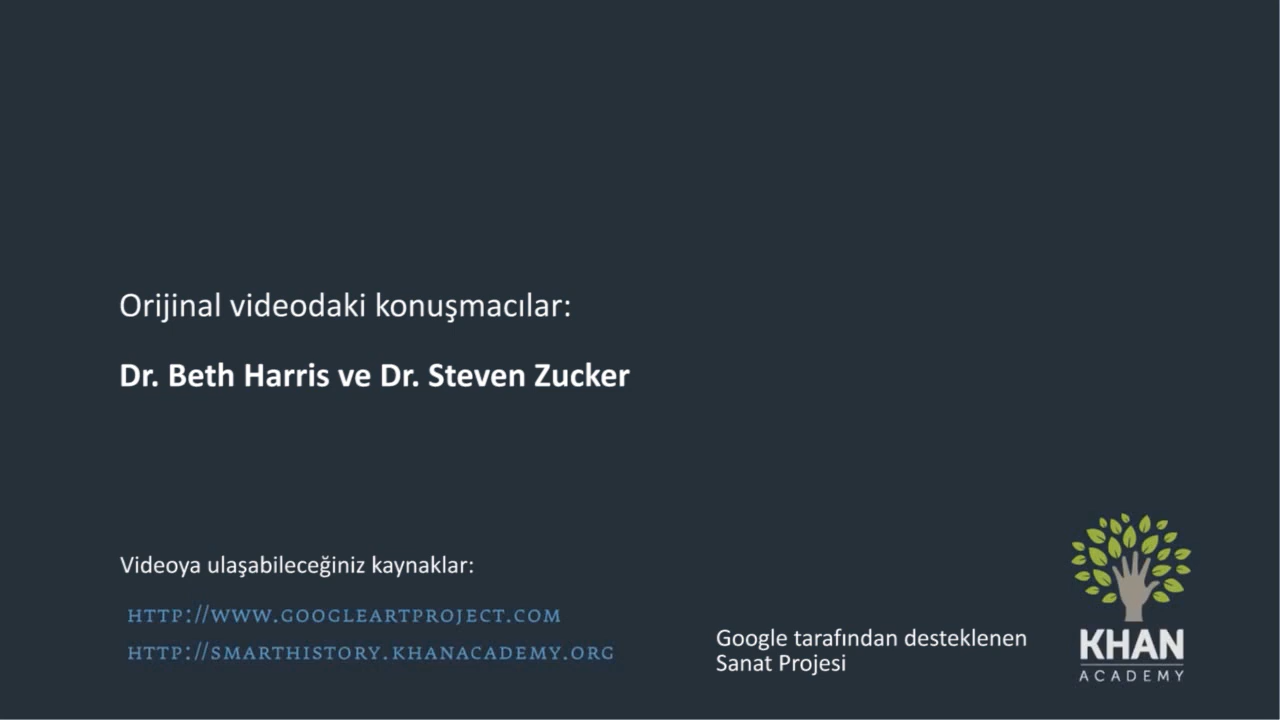 Orijinal videodaki konuşmacılar:
Dr. Beth Harris ve Dr. Steven Zucker
Videoya ulaşabileceğiniz kaynaklar:
HTTP://WWW.GOOGLEARTPROJECT.COM
HTTP://SMARTHISTORY.KHANACADEMY.ORG
Google tarafından desteklenen
Sanat Projesi
KHAN
ACADEMY